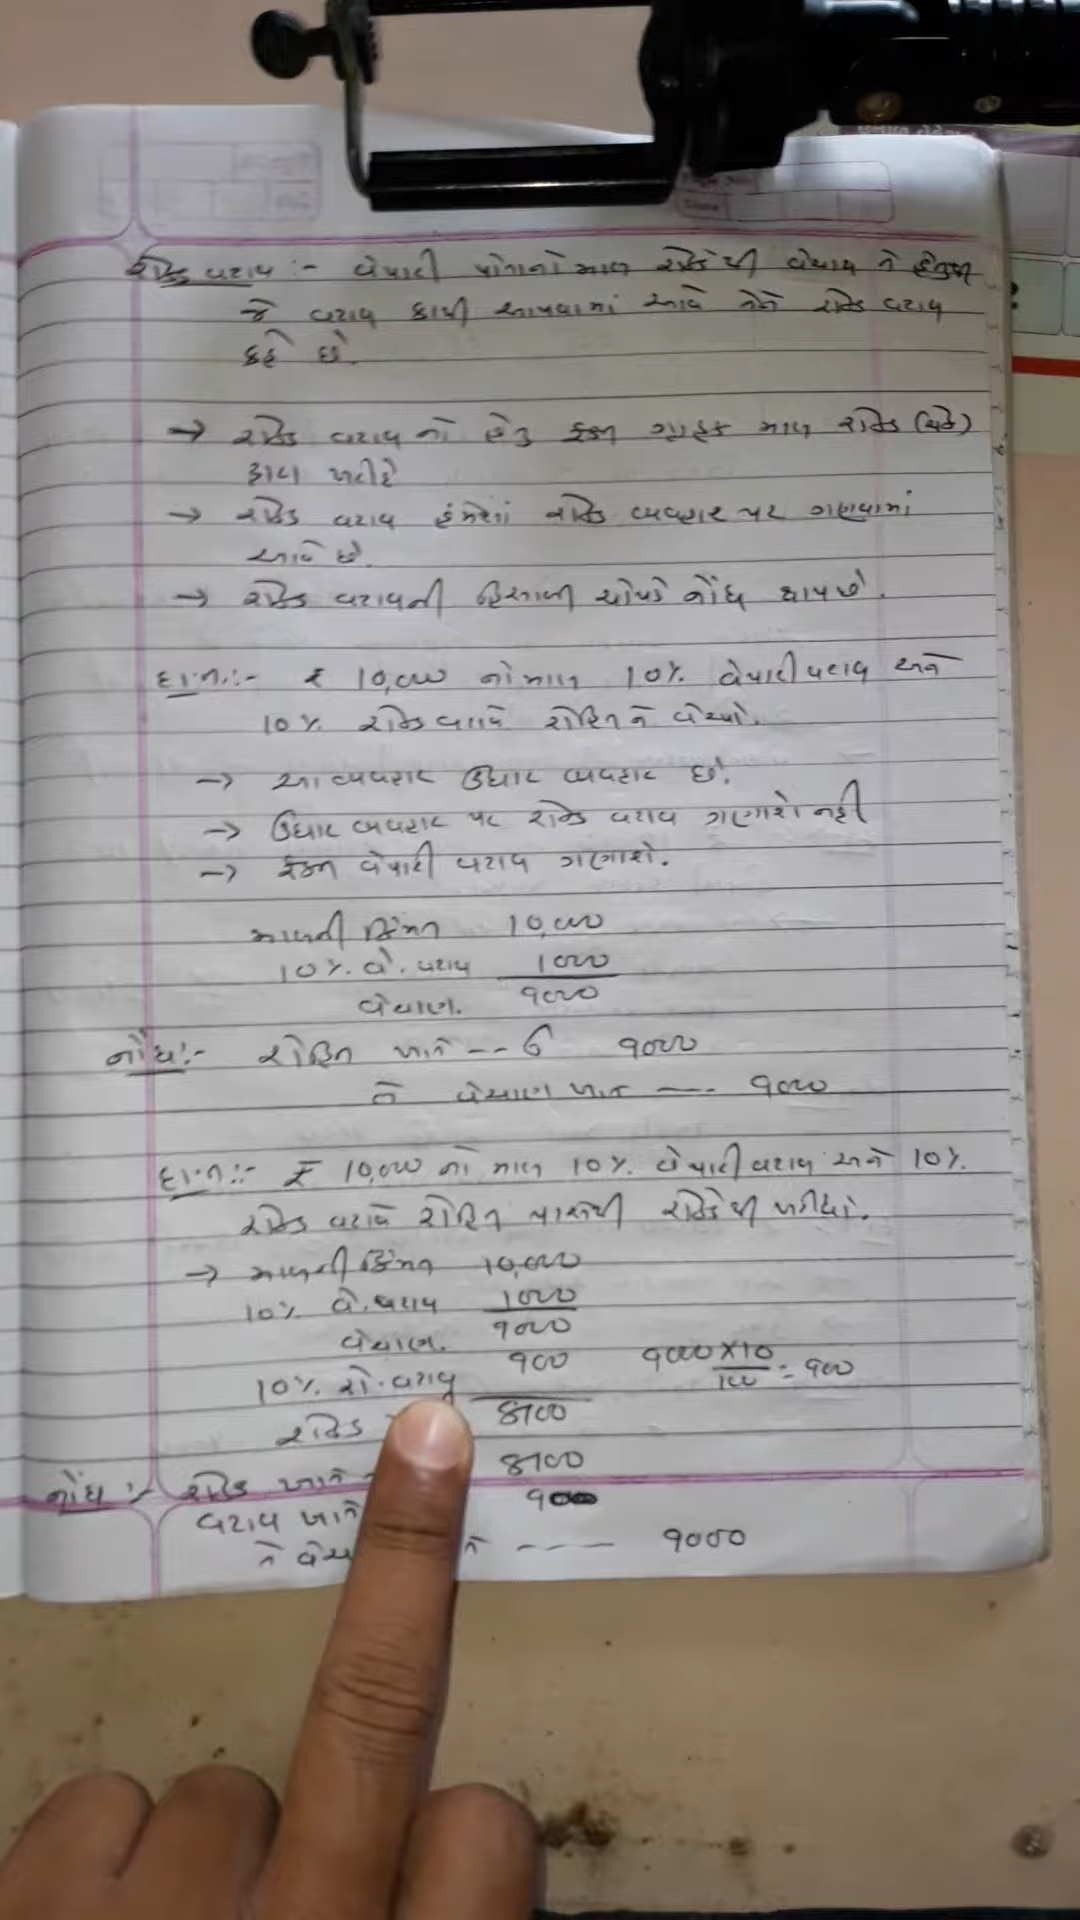 રોકડ વટાવ :- વેપારી પોતાનો માલ રોકડેથી વેચાય તે હેતુથી
જે વટાવ કાપી આપવામાં આવે તેને રોકડ વટાવ
કહે છે.
→ રોકડ વટાવ નો હેતુ ફક્ત ગ્રાહક માલ રોકડ (ચેક)
દ્વારા ખરીદે
→ રોકડ વટાવ હંમેશાં રોકડ વ્યવહાર પર ગણવામાં
આવે છે.
→ રોકડ વટાવની હિસાબી ચોપડે નોંધ થાય છે.
દા.ત.:- ₹ 10,000 નો માલ 10% વેપારી વટાવ અને
10% રોકડ વટાવે રોહિત ને વેચ્યો.
→ આ વ્યવહાર ઉધાર વ્યવહાર છે.
→ ઉધાર વ્યવહાર પર રોકડ વટાવ ગણાશે નહી
→ ફક્ત વેપારી વટાવ ગણાશે.
માલની કિંમત 10,000
10% વે. વટાવ 1000
વેચાણ. 9000
નોંધ:- રોહિત ખાતે -- ઉ 9000
તે વેચાણ ખાતે --- 9000
દા.ત.:- ₹ 10,000 નો માલ 10% વેપારી વટાવ અને 10%
રોકડ વટાવે રોહિત પાસેથી રોકડેથી ખરીદ્યો.
→ માલની કિંમત 10,000
10% વે. વટાવ 1000
વેચાણ. 9000
10% રો. વટાવ 900 9000 × 10 / 100 = 900
રોકડ 8100
નોંધ :- રોકડ ખાતે 8100
વટાવ ખાતે 900
તે ---- 9000